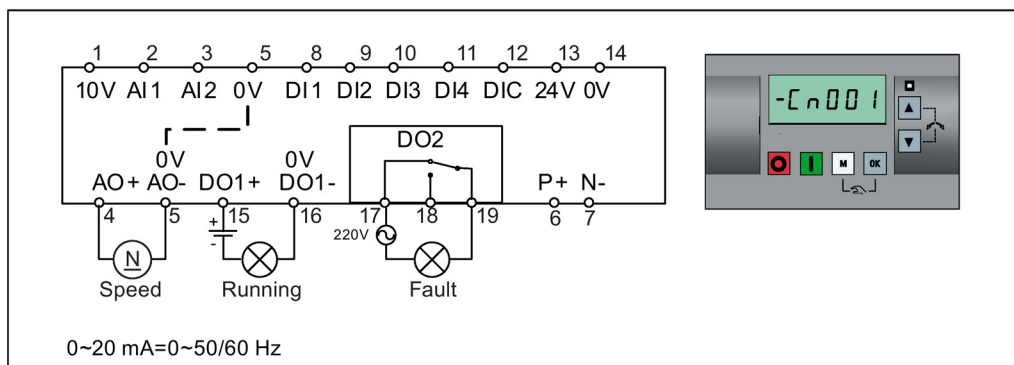 1 2 3 5 8 9 10 11 12 13 14
10V AI1 AI2 0V DI1 DI2 DI3 DI4 DIC 24V 0V
DO2
0V 0V
AO+ AO- DO1+ DO1- P+ N-
4 5 15 16 17 18 19 6 7
+
-
220V
N
Speed Running Fault
0~20 mA=0~50/60 Hz
-Cn001
M OK